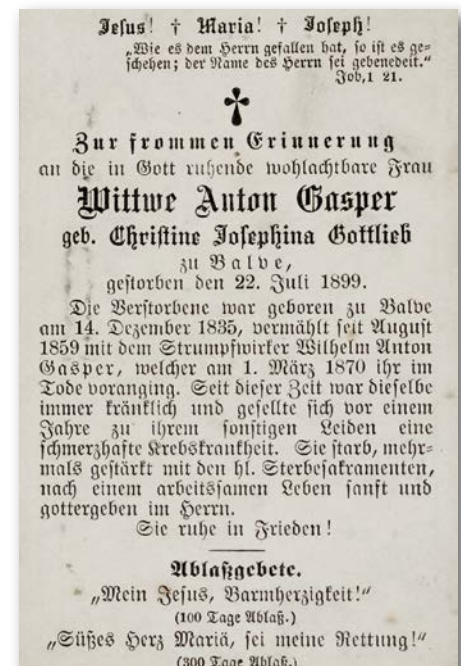 Jesus! † Maria! † Joseph!
„Wie es dem Herrn gefallen hat, so ist es ge-
schehen; der Name des Herrn sei gebenedeit.“
Job, 1 21.
Zur frommen Erinnerung
an die in Gott ruhende wohlachtbare Frau
Wittwe Anton Gasper
geb. Christine Josephina Gottlieb
zu Balve,
gestorben den 22. Juli 1899.
Die Verstorbene war geboren zu Balve
am 14. Dezember 1835, vermählt seit August
1859 mit dem Strumpfwirker Wilhelm Anton
Gasper, welcher am 1. März 1870 ihr im
Tode voranging. Seit dieser Zeit war dieselbe
immer kränklich und gesellte sich vor einem
Jahre zu ihrem sonstigen Leiden eine
schmerzhafte Krebskrankheit. Sie starb, mehr-
mals gestärkt mit den hl. Sterbesakramenten,
nach einem arbeitsamen Leben sanft und
gottergeben im Herrn.
Sie ruhe in Frieden!
Ablaßgebete.
„Mein Jesus, Barmherzigkeit!“
(100 Tage Ablaß.)
„Süßes Herz Mariä, sei meine Rettung!“
(300 Tage Ablaß.)